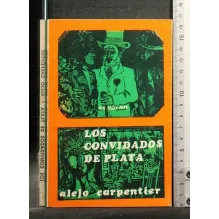 LOS
CONVIDADOS
DE PLATA
alejo carpentier